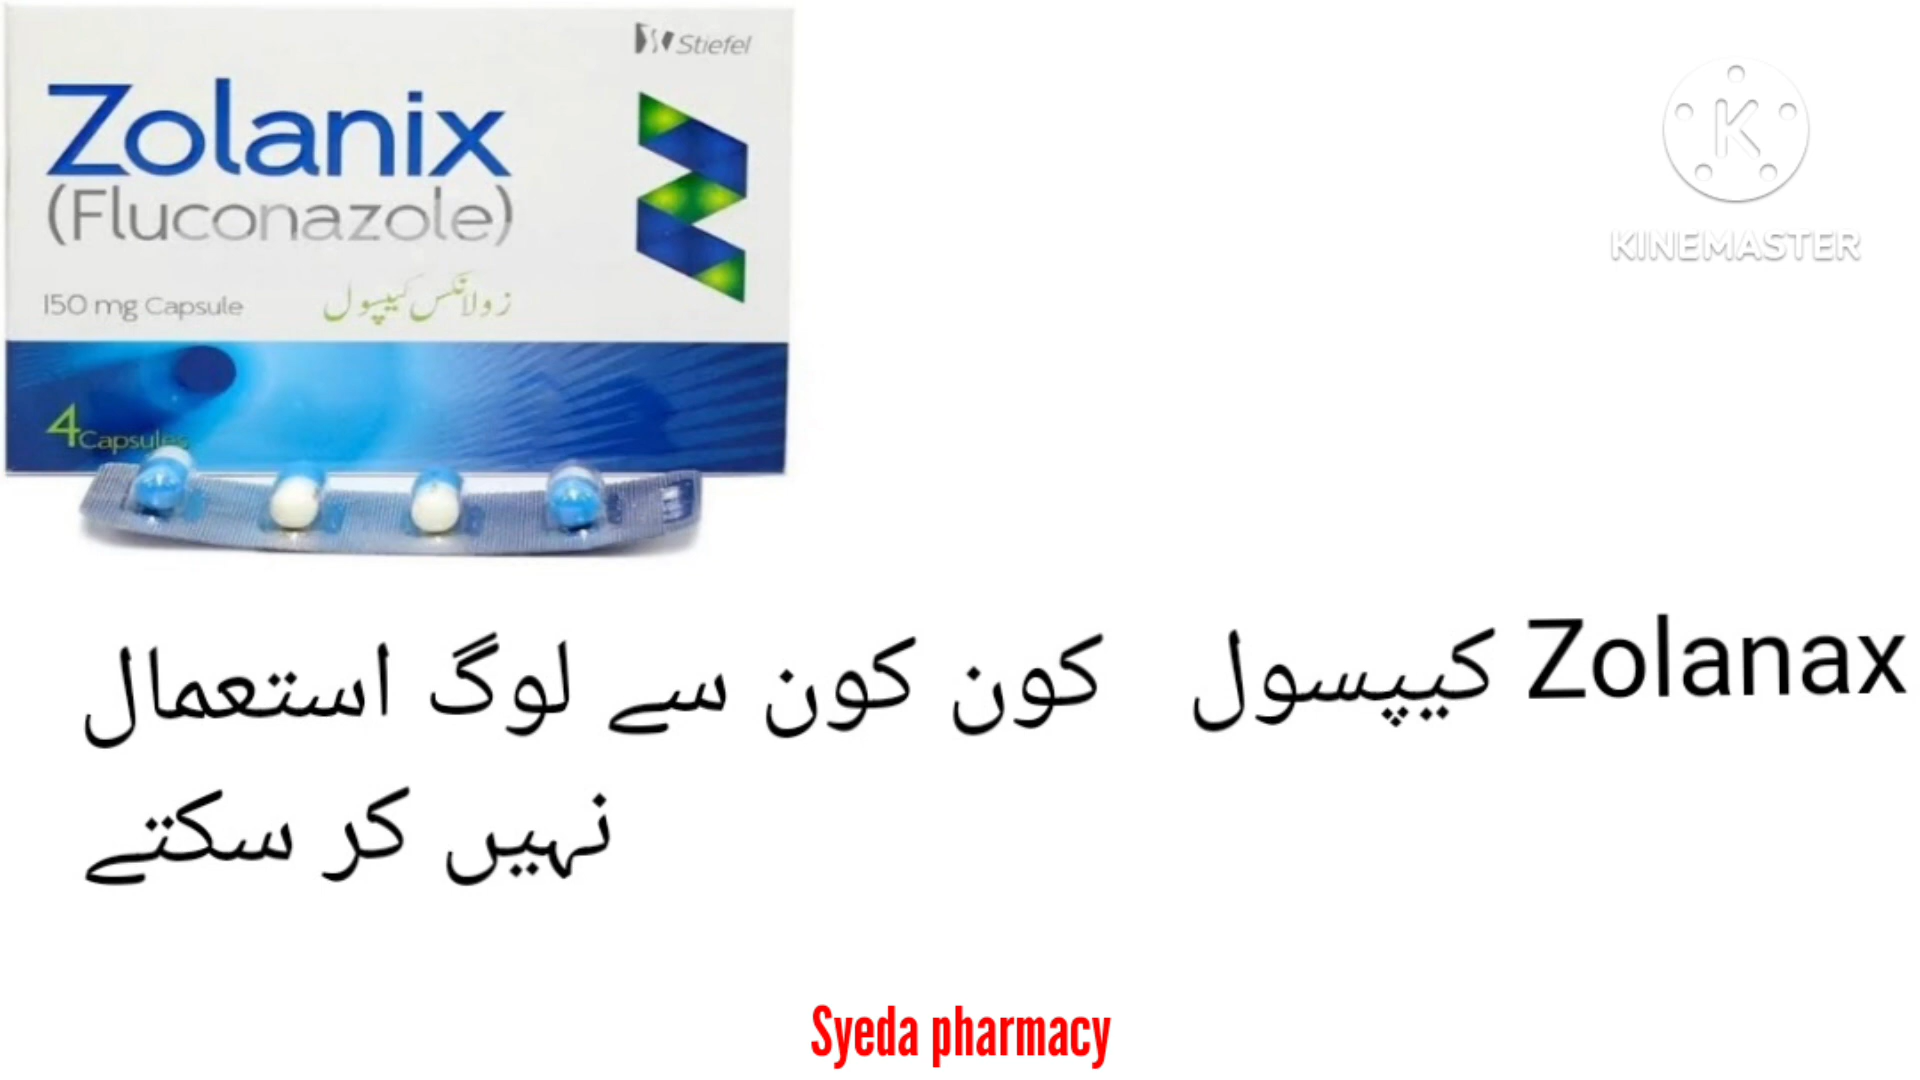 Stiefel
Zolanix
(Fluconazole)
150 mg Capsule زولانکس کیپسول
4 Capsules
K
KINEMASTER
Zolanax کیپسول کون کون سے لوگ استعمال
نہیں کر سکتے
Syeda pharmacy